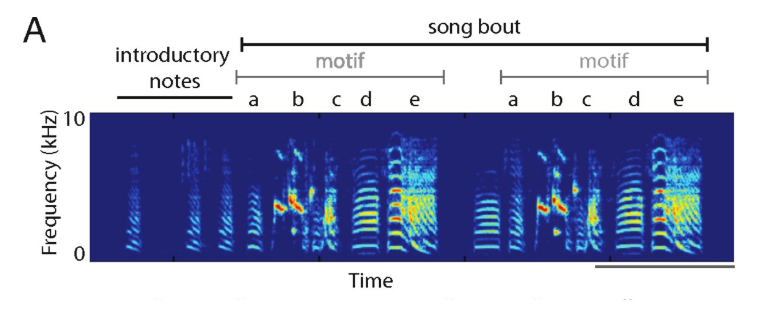 A
song bout
introductory
notes
motif
motif
a b c d e a b c d e
10
Frequency (kHz)
0
Time